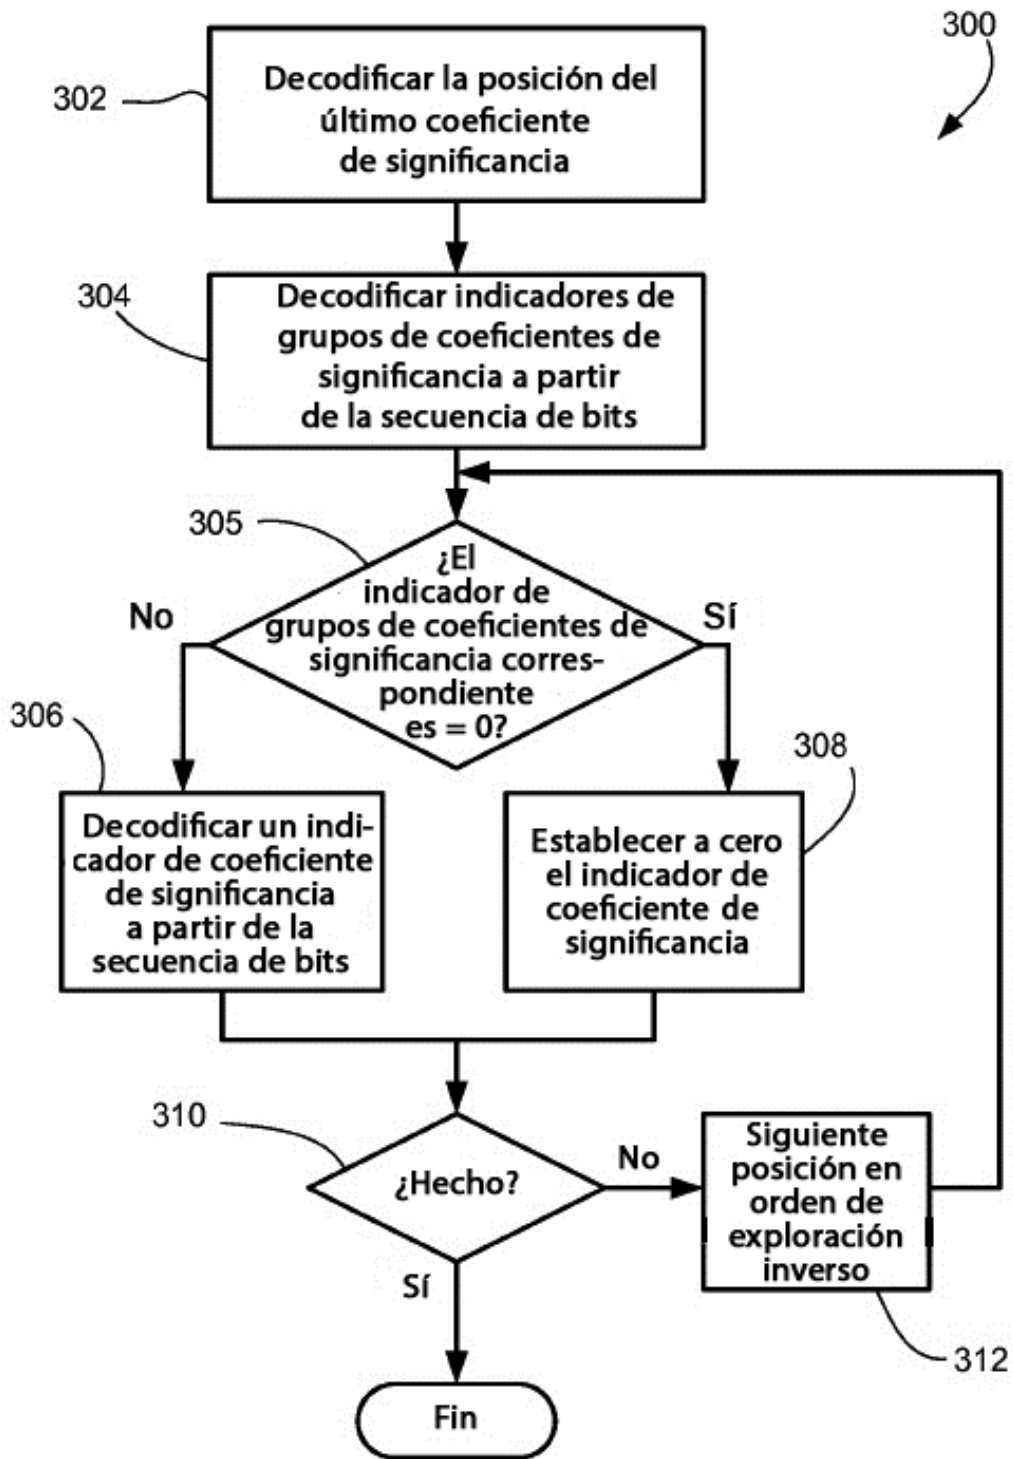 300
302
Decodificar la posición del
último coeficiente
de significancia
304
Decodificar indicadores de
grupos de coeficientes de
significancia a partir
de la secuencia de bits
305
¿El
indicador de
grupos de coeficientes de
significancia corres-
pondiente
es = 0?
No
Sí
306
Decodificar un indi-
cador de coeficiente
de significancia
a partir de la
secuencia de bits
308
Establecer a cero
el indicador de
coeficiente de
significancia
310
¿Hecho?
No
Siguiente
posición en
orden de
exploración
inverso
312
Sí
Fin